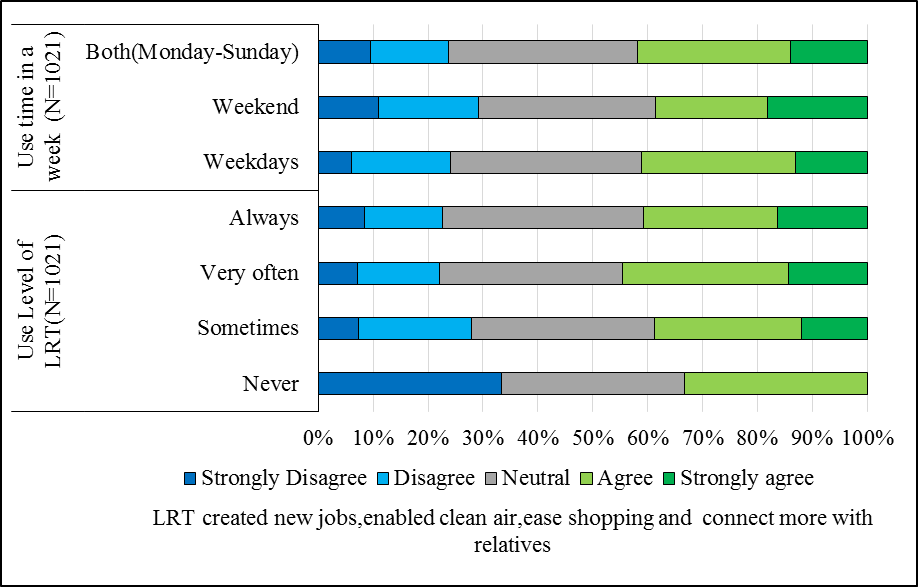 Use time in a
week (N=1021)
Both(Monday-Sunday)
Weekend
Weekdays
Use Level of
LRT(N=1021)
Always
Very often
Sometimes
Never
0% 10% 20% 30% 40% 50% 60% 70% 80% 90% 100%
Strongly Disagree Disagree Neutral Agree Strongly agree
LRT created new jobs,enabled clean air,ease shopping and connect more with
relatives